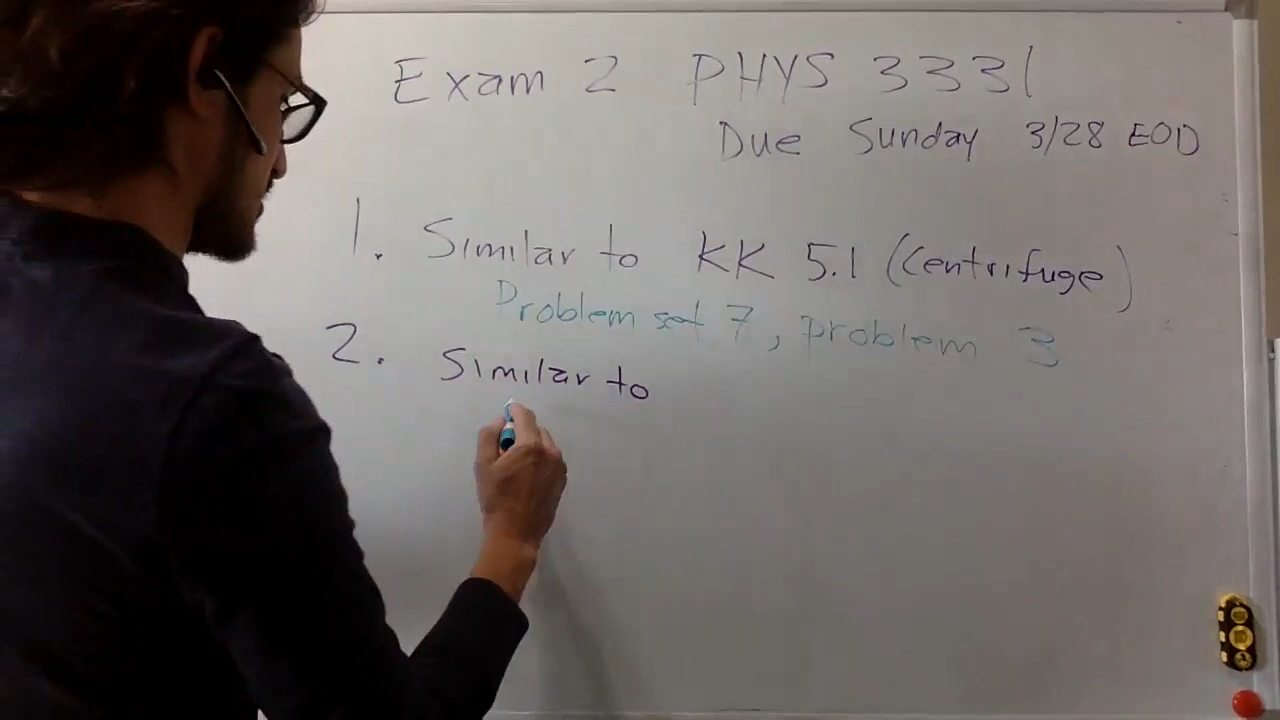 Exam 2 PHYS 3331
Due Sunday 3/28 EOD
1. Similar to KK 5.1 (Centrifuge)
Problem set 7, problem 3
2. Similar to